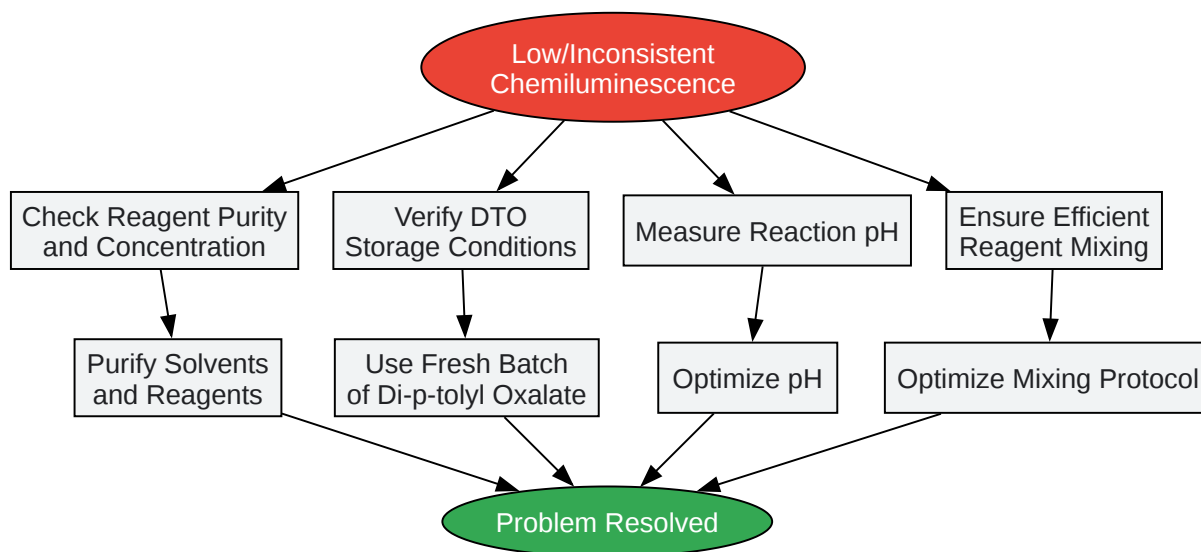 Low/Inconsistent
Chemiluminescence
Check Reagent Purity
and Concentration
Verify DTO
Storage Conditions
Measure Reaction pH
Ensure Efficient
Reagent Mixing
Purify Solvents
and Reagents
Use Fresh Batch
of Di-p-tolyl Oxalate
Optimize pH
Optimize Mixing Protocol
Problem Resolved